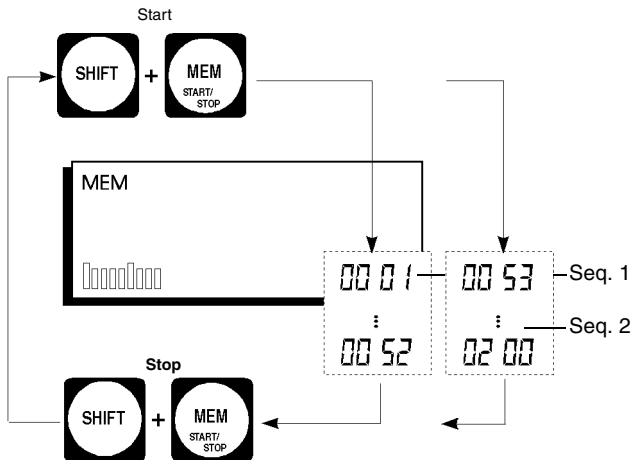 Start
SHIFT + MEM
START/
STOP
MEM
00 01
00 53
Seq. 1
Seq. 2
00 52
02 00
Stop
SHIFT + MEM
START/
STOP